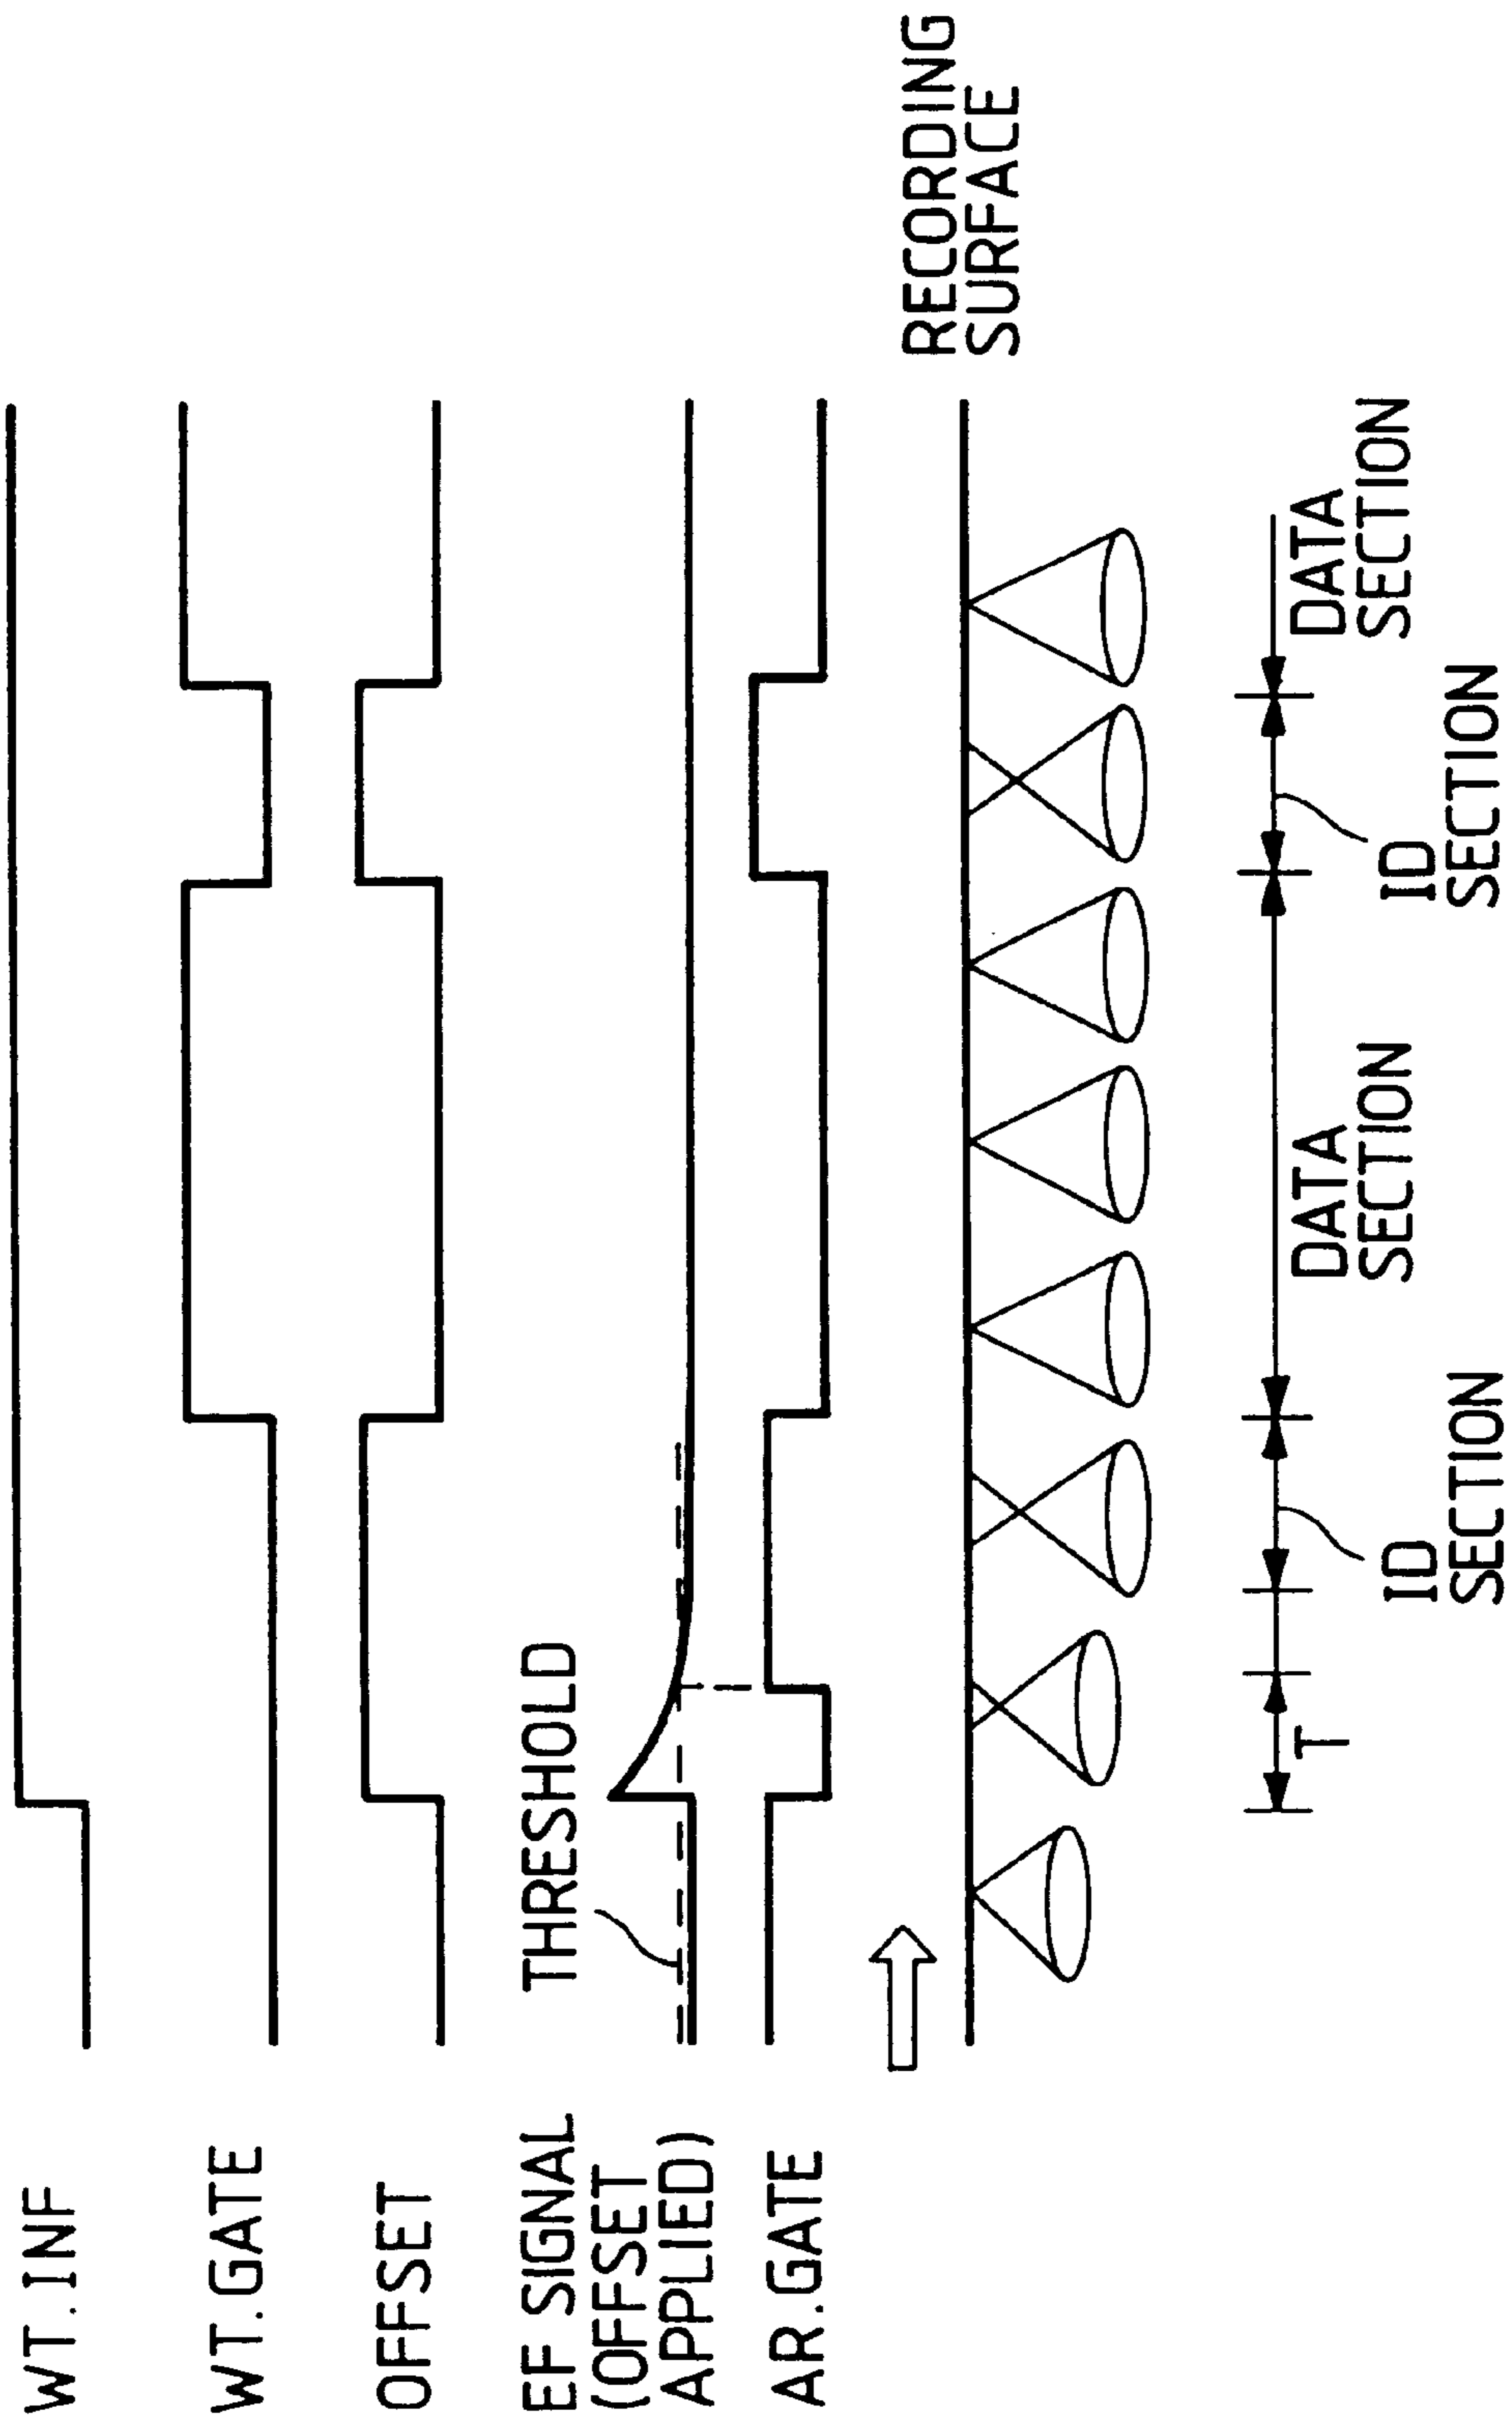 WT.INF
WT.GATE
OFFSET
THRESHOLD
EF SIGNAL
(OFFSET
APPLIED)
AR.GATE
RECORDING
SURFACE
T
ID
SECTION
DATA
SECTION
ID
SECTION
DATA
SECTION